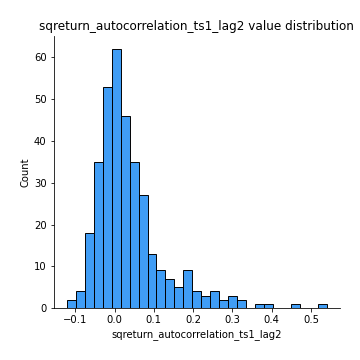 sqreturn_autocorrelation_ts1_lag2 value distribution
60
50
40
30
20
10
0
Count
−0.1 0.0 0.1 0.2 0.3 0.4 0.5
sqreturn_autocorrelation_ts1_lag2